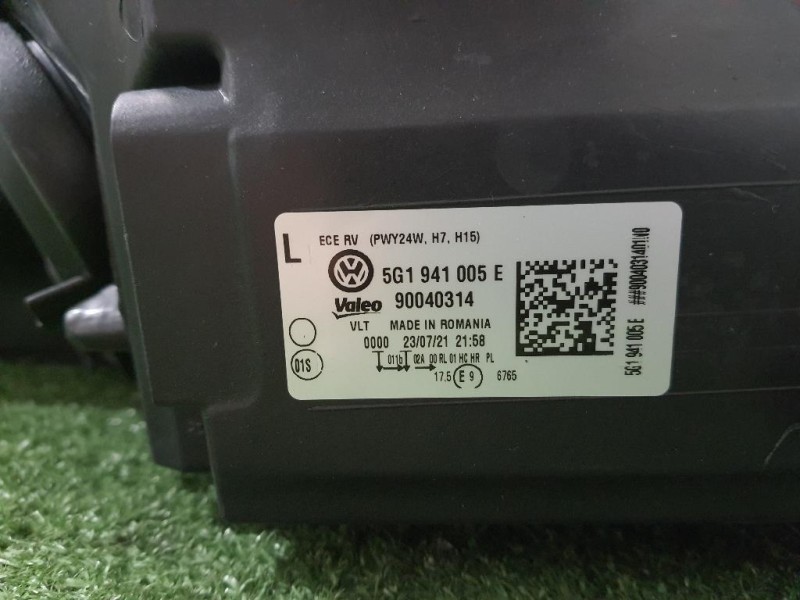 L
ECE RV (PWY24W, H7, H15)
5G1 941 005 E
Valeo 90040314
VLT MADE IN ROMANIA
0000 23/07/21 21:58
01S
011b 02A 00 RL 01 HC HR PL
17.5 E 9 6765
5G1 941 005 E